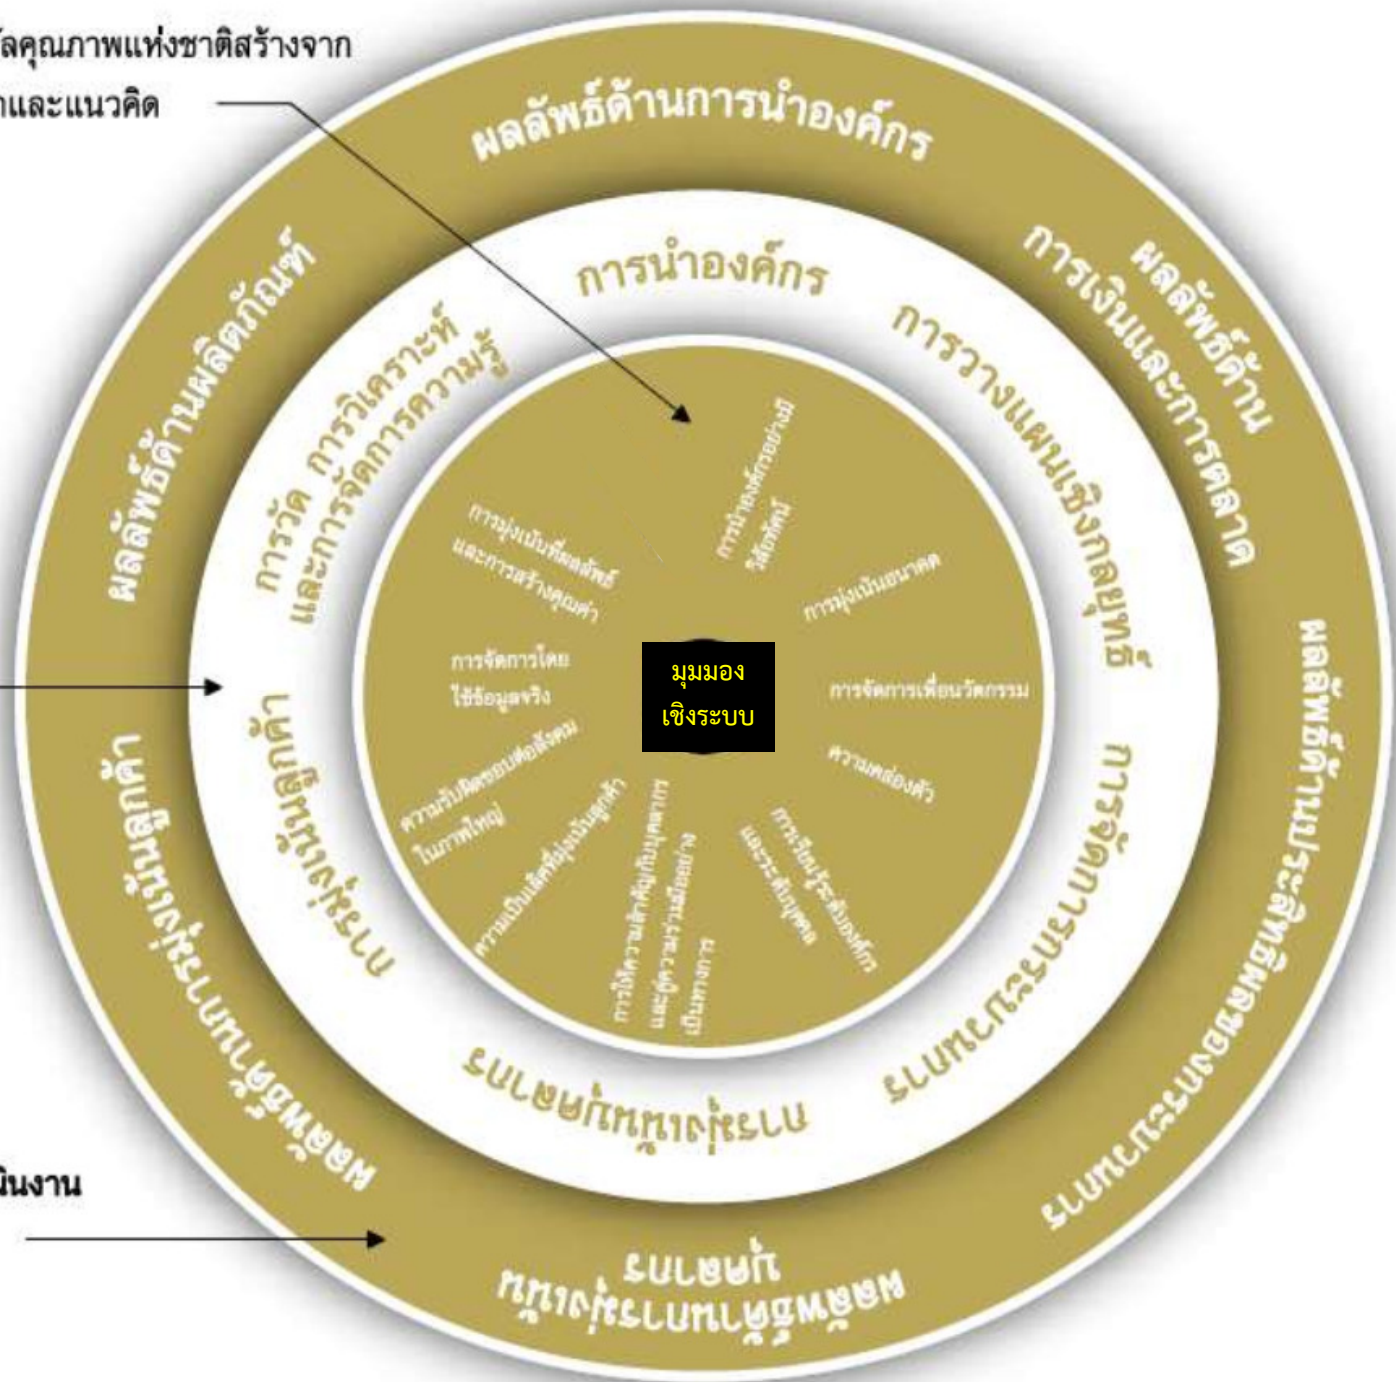 ลคุณภาพแห่งชาติสร้างจาก
และแนวคิด
ผลลัพธ์ด้านการนำองค์กร
ผลลัพธ์ด้าน
การเงินและการตลาด
ผลลัพธ์ด้านประสิทธิผลของกระบวนการ
ผลลัพธ์ด้านการมุ่งเน้น
บุคลากร
ผลลัพธ์ด้านการมุ่งเน้นลูกค้า
ผลลัพธ์ด้านผลิตภัณฑ์
การนำองค์กร
การวางแผนเชิงกลยุทธ์
การจัดการกระบวนการ
การมุ่งเน้นบุคลากร
การมุ่งเน้นลูกค้า
การวัด การวิเคราะห์
และการจัดการความรู้
การนำองค์กรอย่างมี
วิสัยทัศน์
การมุ่งเน้นอนาคต
การจัดการเพื่อนวัตกรรม
ความคล่องตัว
การเรียนรู้ระดับองค์กร
และระดับบุคคล
การให้ความสำคัญกับบุคลากร
และคู่ความร่วมมืออย่าง
เป็นทางการ
ความเป็นเลิศที่มุ่งเน้นลูกค้า
ความรับผิดชอบต่อสังคม
ในภาพใหญ่
การจัดการโดย
ใช้ข้อมูลจริง
การมุ่งเน้นที่ผลลัพธ์
และการสร้างคุณค่า
มุมมอง
เชิงระบบ
นินงาน